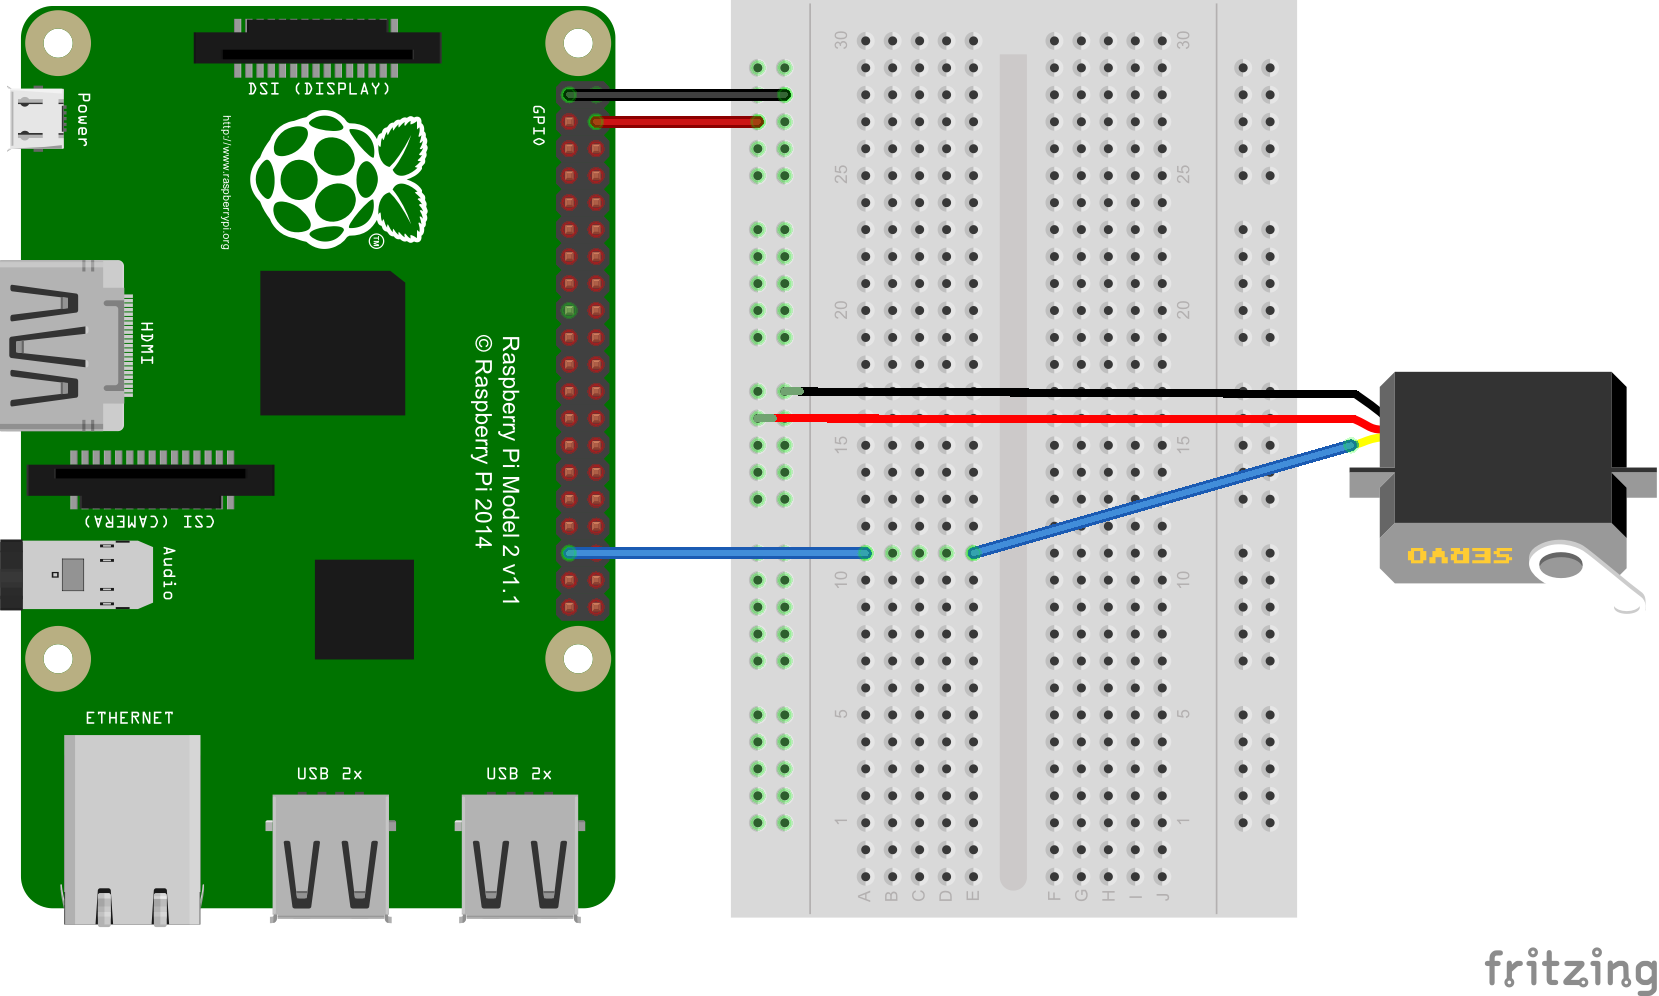 DSI (DISPLAY)
Power
http://www.raspberrypi.org
TM
GPIO
HDMI
Raspberry Pi Model 2 v1.1
© Raspberry Pi 2014
CSI (CAMERA)
Audio
ETHERNET
USB 2x
USB 2x
30
30
25
25
20
20
15
15
10
10
5
5
1
1
A B C D E F G H I J
SERVO
fritzing